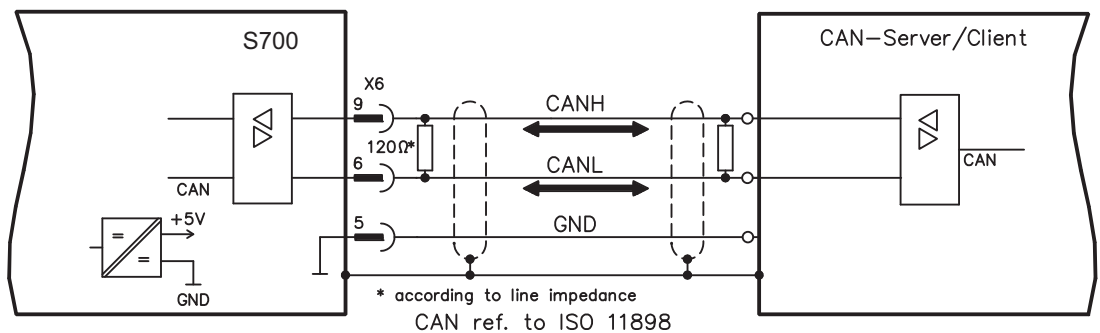 S700
CAN-Server/Client
X6
9
CANH
120Ω*
6
CANL
CAN
CAN
5
GND
+5V
=
=
GND
* according to line impedance
CAN ref. to ISO 11898